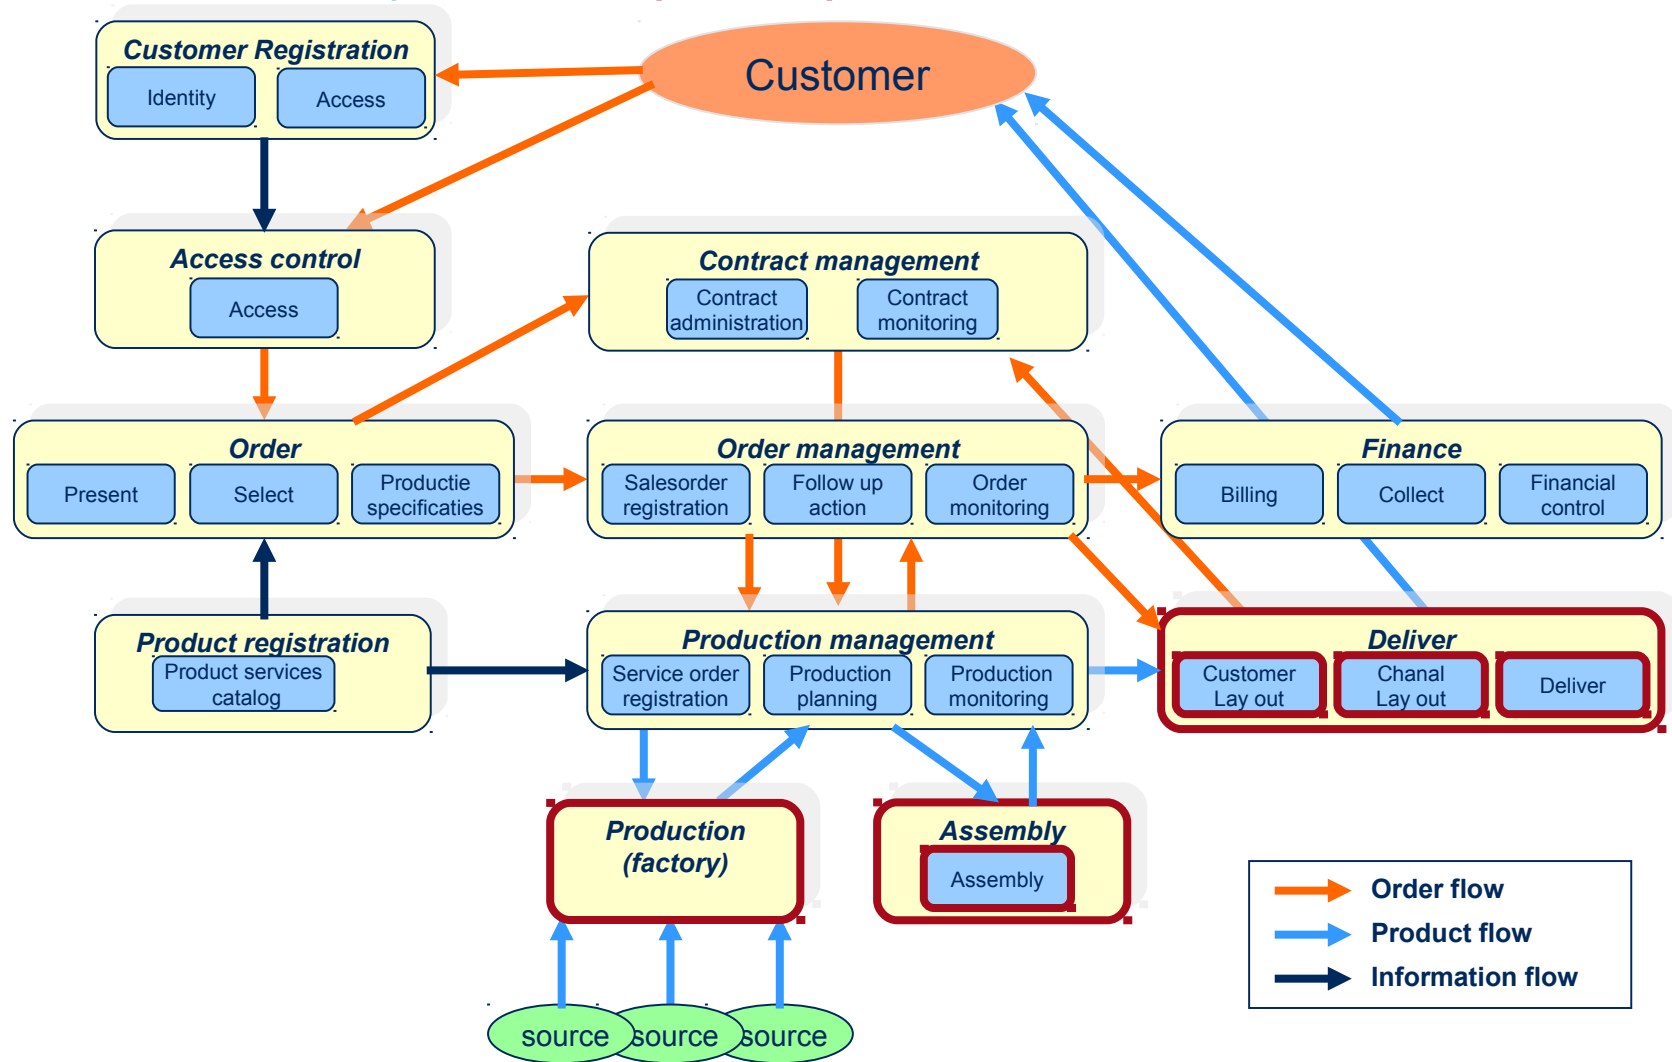 Customer
Customer Registration
Identity
Access
Access control
Access
Contract management
Contract
administration
Contract
monitoring
Order
Present
Select
Productie
specificaties
Order management
Salesorder
registration
Follow up
action
Order
monitoring
Finance
Billing
Collect
Financial
control
Product registration
Product services
catalog
Production management
Service order
registration
Production
planning
Production
monitoring
Deliver
Customer
Lay out
Chanal
Lay out
Deliver
Production
(factory)
Assembly
Assembly
Order flow
Product flow
Information flow
source
source
source